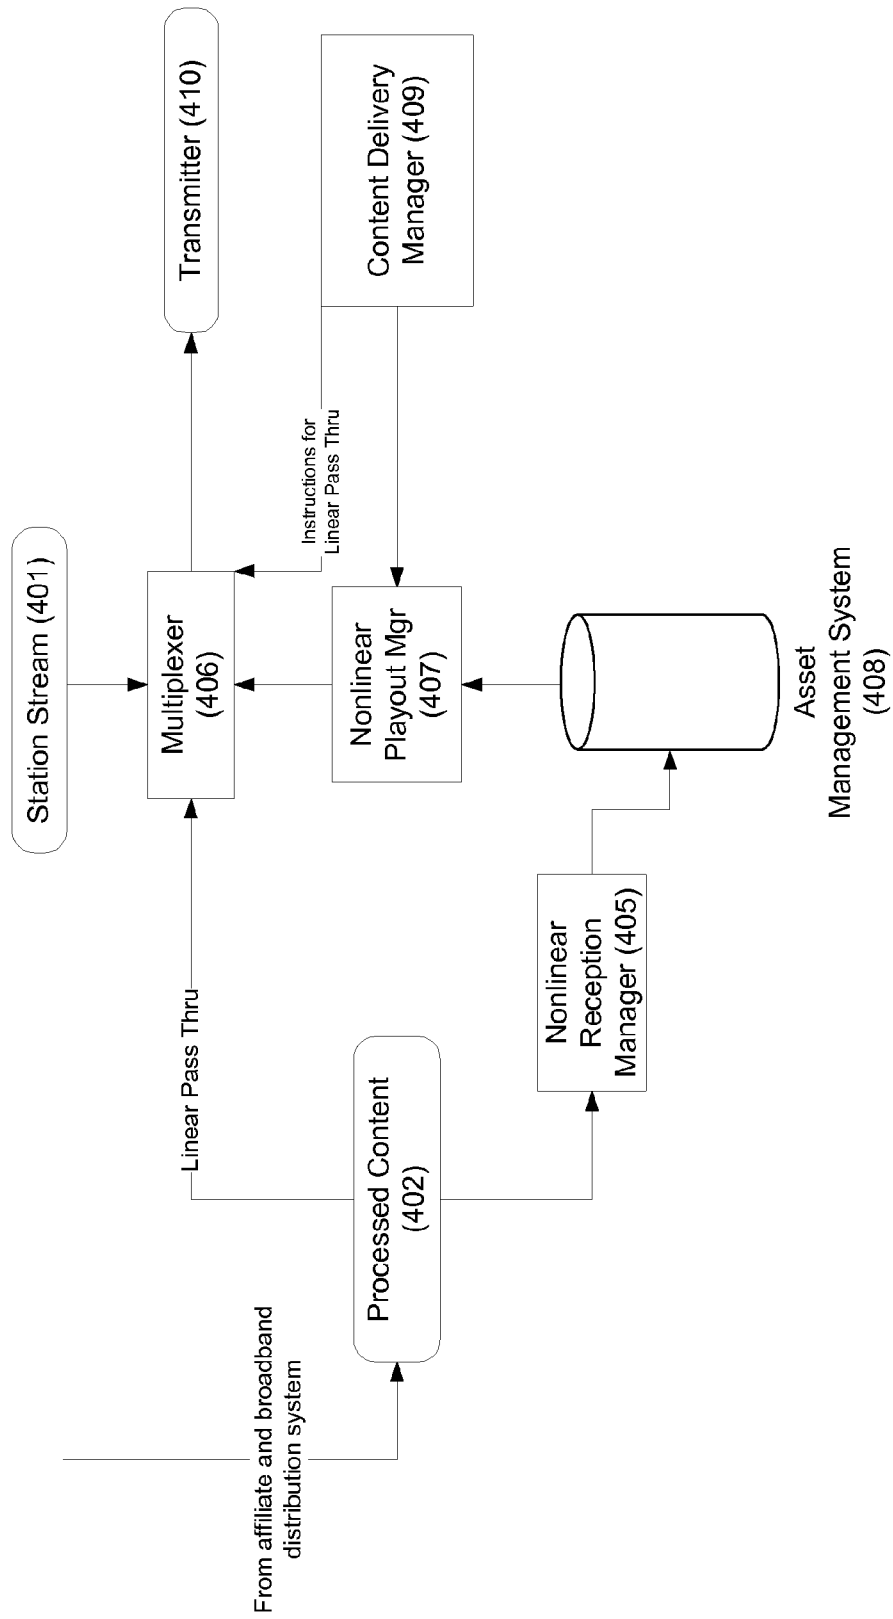 Station Stream (401)
Transmitter (410)
Multiplexer
(406)
Linear Pass Thru
Instructions for
Linear Pass Thru
From affiliate and broadband
distribution system
Processed Content
(402)
Nonlinear
Playout Mgr
(407)
Content Delivery
Manager (409)
Nonlinear
Reception
Manager (405)
Asset
Management System
(408)